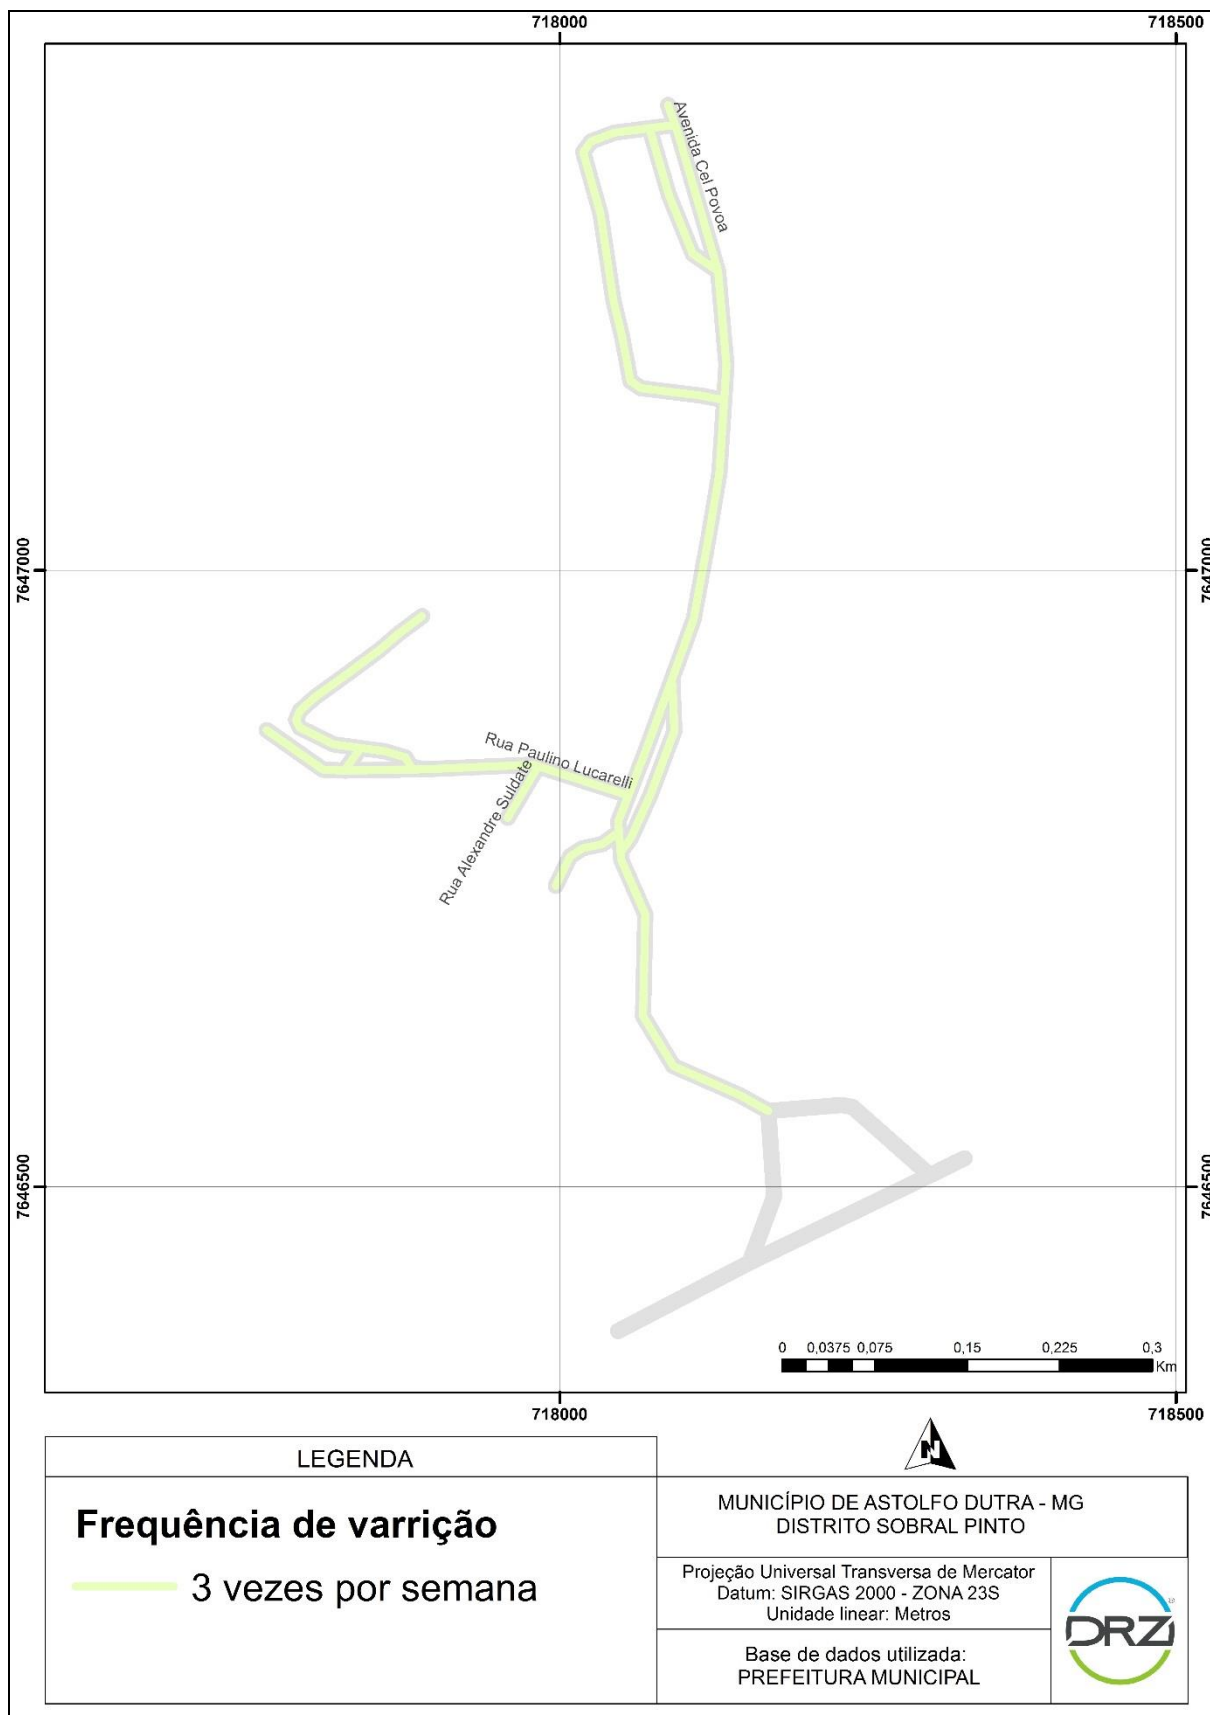 718000
718500
Avenida Cel Povoa
7647000
7647000
Rua Paulino Lucarelli
Rua Alexandre Suldate
7646500
7646500
0 0,0375 0,075 0,15 0,225 0,3
Km
718000
718500
N
LEGENDA
Frequência de varrição
3 vezes por semana
MUNICÍPIO DE ASTOLFO DUTRA - MG
DISTRITO SOBRAL PINTO
Projeção Universal Transversa de Mercator
Datum: SIRGAS 2000 - ZONA 23S
Unidade linear: Metros
Base de dados utilizada:
PREFEITURA MUNICIPAL
DRZ